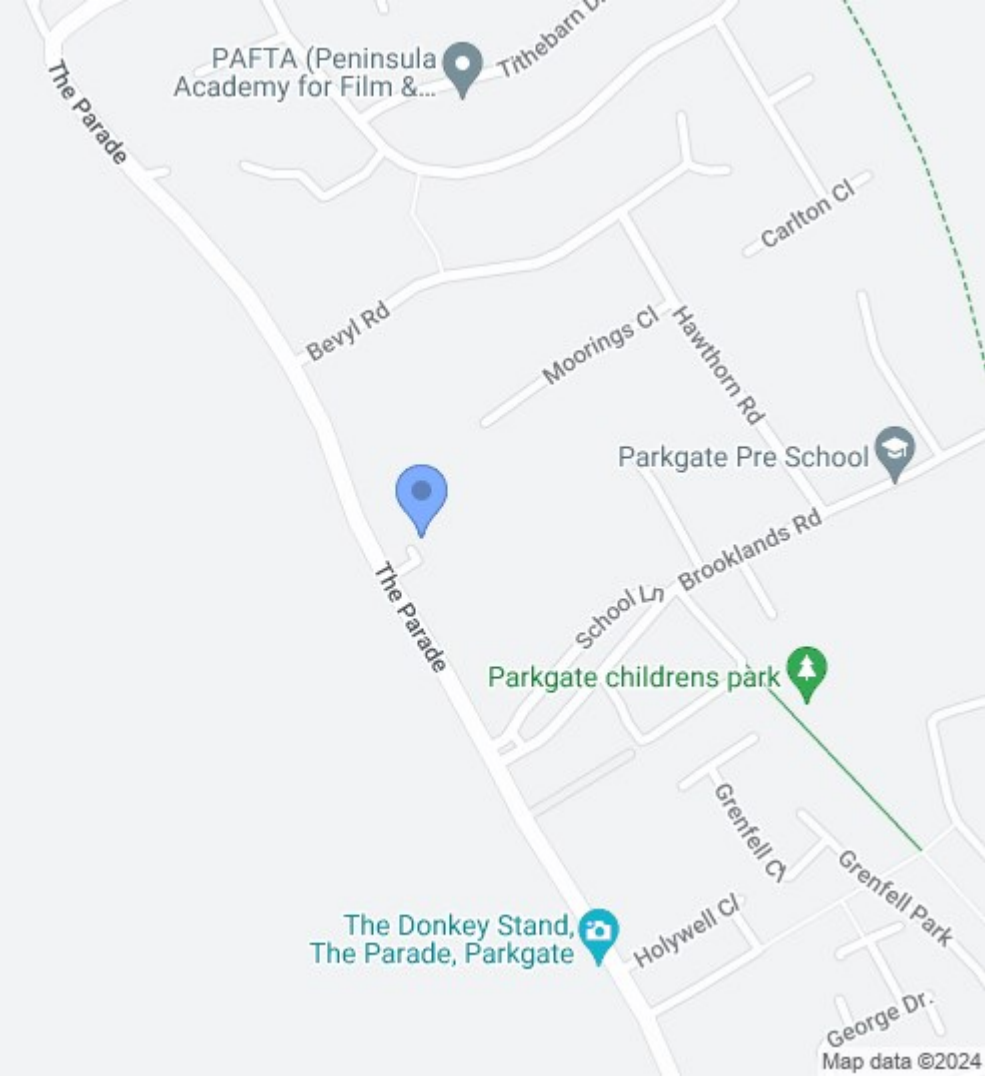 PAFTA (Peninsula
Academy for Film &...
Tithebarn D
The Parade
Carlton Cl
Bevyl Rd
Moorings Cl
Hawthorn Rd
Parkgate Pre School
Brooklands Rd
The Parade
School Ln
Parkgate childrens park
Grenfell Cl
Grenfell Park
The Donkey Stand,
The Parade, Parkgate
Holywell Cl
George Dr.
Map data ©2024